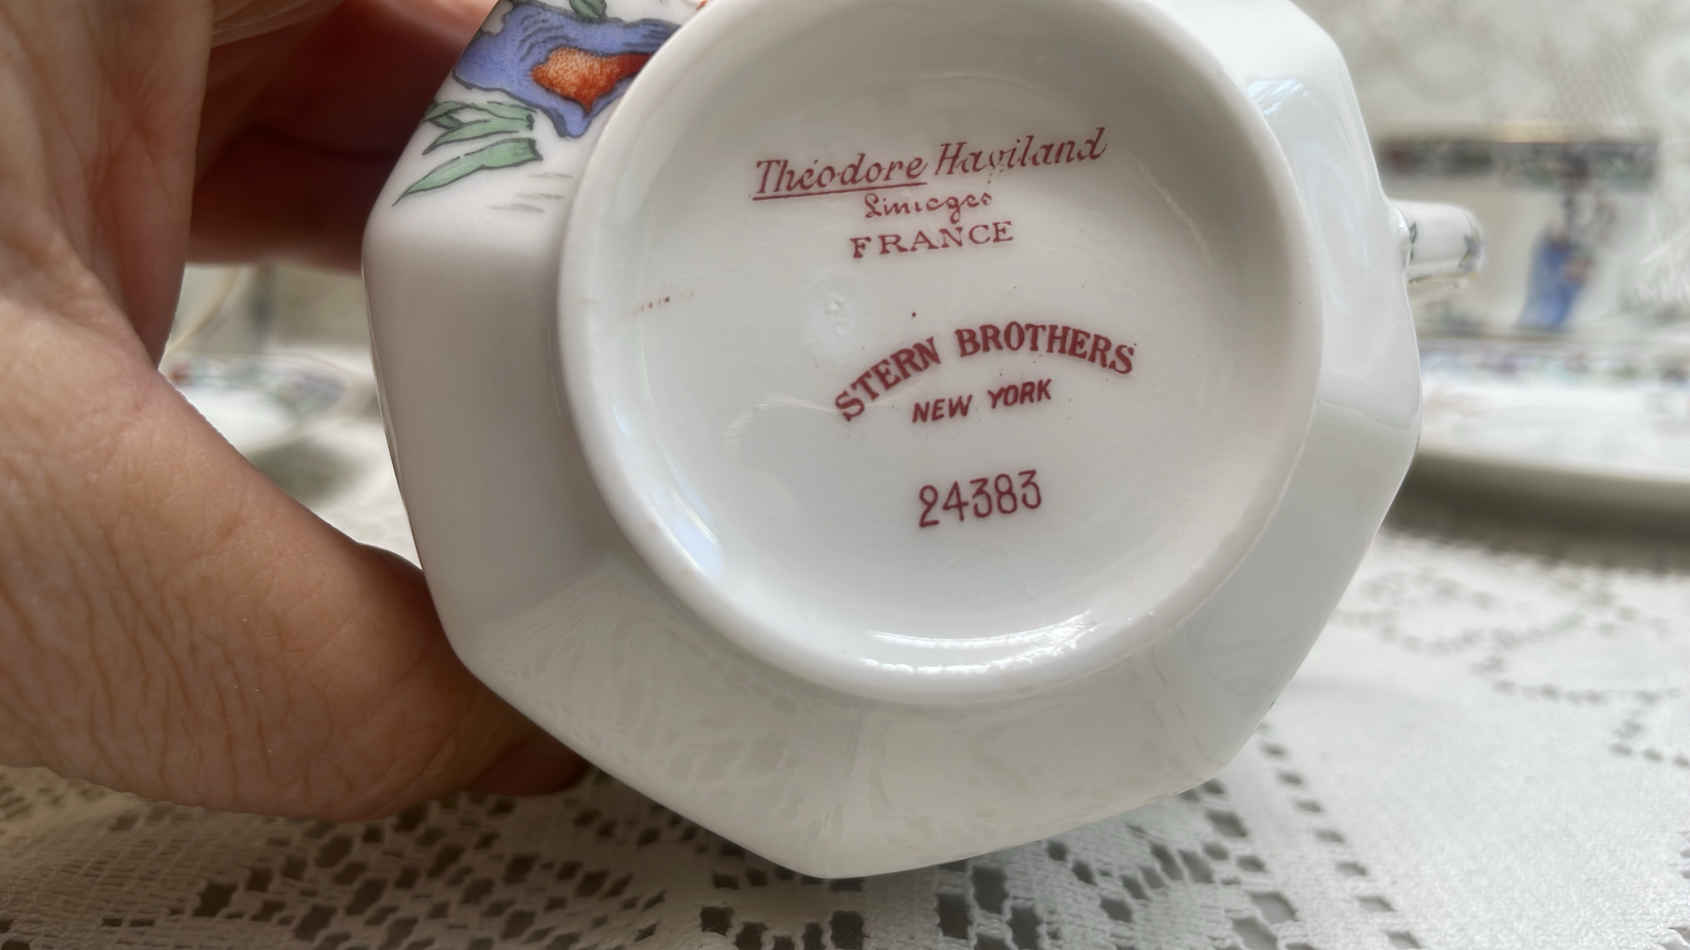 Théodore Haviland
Limoges
FRANCE
STERN BROTHERS
NEW YORK
24383